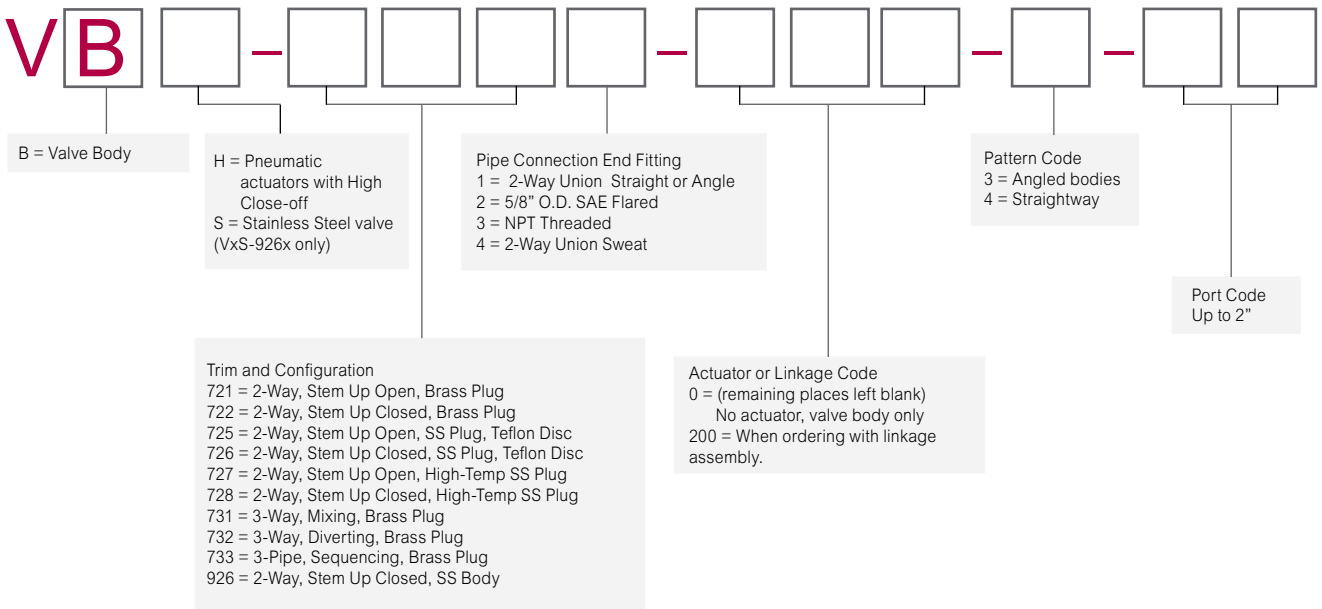 VB – – – –
B = Valve Body
H = Pneumatic
actuators with High
Close-off
S = Stainless Steel valve
(VxS-926x only)
Pipe Connection End Fitting
1 = 2-Way Union Straight or Angle
2 = 5/8” O.D. SAE Flared
3 = NPT Threaded
4 = 2-Way Union Sweat
Pattern Code
3 = Angled bodies
4 = Straightway
Port Code
Up to 2”
Trim and Configuration
721 = 2-Way, Stem Up Open, Brass Plug
722 = 2-Way, Stem Up Closed, Brass Plug
725 = 2-Way, Stem Up Open, SS Plug, Teflon Disc
726 = 2-Way, Stem Up Closed, SS Plug, Teflon Disc
727 = 2-Way, Stem Up Open, High-Temp SS Plug
728 = 2-Way, Stem Up Closed, High-Temp SS Plug
731 = 3-Way, Mixing, Brass Plug
732 = 3-Way, Diverting, Brass Plug
733 = 3-Pipe, Sequencing, Brass Plug
926 = 2-Way, Stem Up Closed, SS Body
Actuator or Linkage Code
0 = (remaining places left blank)
No actuator, valve body only
200 = When ordering with linkage
assembly.